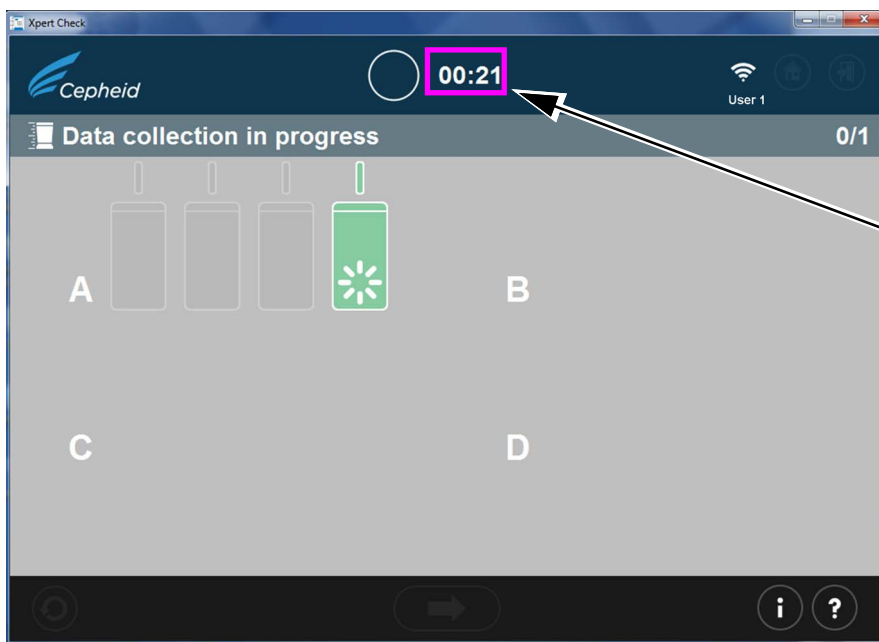 Xpert Check
Cepheid
00:21
User 1
Data collection in progress
0/1
A
B
C
D
i
?